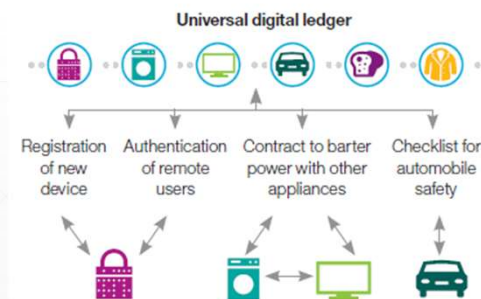 Universal digital ledger
Registration
of new
device
Authentication
of remote
users
Contract to barter
power with other
appliances
Checklist for
automobile
safety